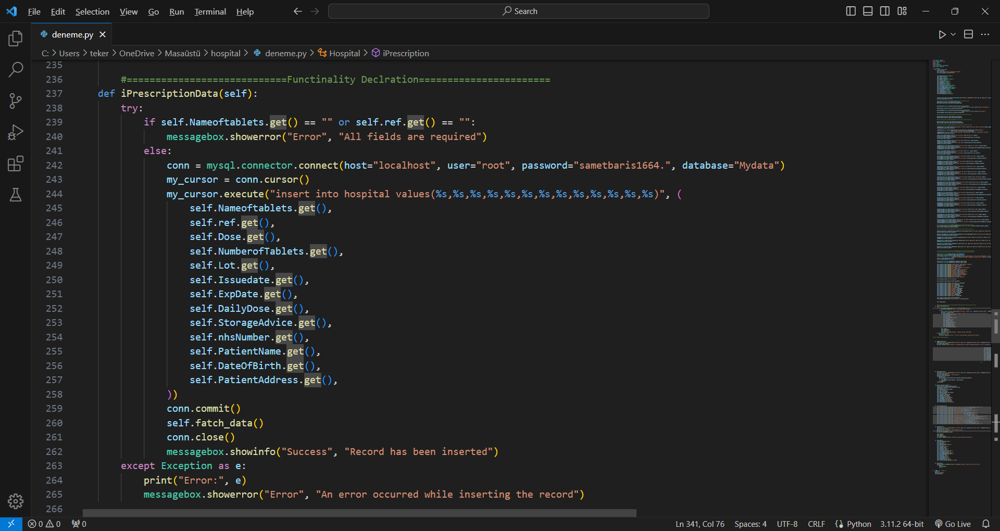 File Edit Selection View Go Run Terminal Help Search
deneme.py
C: > Users > teker > OneDrive > Masaüstü > hospital > deneme.py > Hospital > iPrescription
235
236 #============================Functinality Declration=======================
237 def iPrescriptionData(self):
238 try:
239 if self.Nameoftablets.get() == "" or self.ref.get() == "":
240 messagebox.showerror("Error", "All fields are required")
241 else:
242 conn = mysql.connector.connect(host="localhost", user="root", password="sametbaris1664.", database="Mydata")
243 my_cursor = conn.cursor()
244 my_cursor.execute("insert into hospital values(%s,%s,%s,%s,%s,%s,%s,%s,%s,%s,%s,%s,%s)", (
245 self.Nameoftablets.get(),
246 self.ref.get(),
247 self.Dose.get(),
248 self.NumberofTablets.get(),
249 self.Lot.get(),
250 self.Issuedate.get(),
251 self.ExpDate.get(),
252 self.DailyDose.get(),
253 self.StorageAdvice.get(),
254 self.nhsNumber.get(),
255 self.PatientName.get(),
256 self.DateOfBirth.get(),
257 self.PatientAddress.get(),
258 ))
259 conn.commit()
260 self.fatch_data()
261 conn.close()
262 messagebox.showinfo("Success", "Record has been inserted")
263 except Exception as e:
264 print("Error:", e)
265 messagebox.showerror("Error", "An error occurred while inserting the record")
266
0 0 0 Ln 341, Col 76 Spaces: 4 UTF-8 CRLF Python 3.11.2 64-bit Go Live